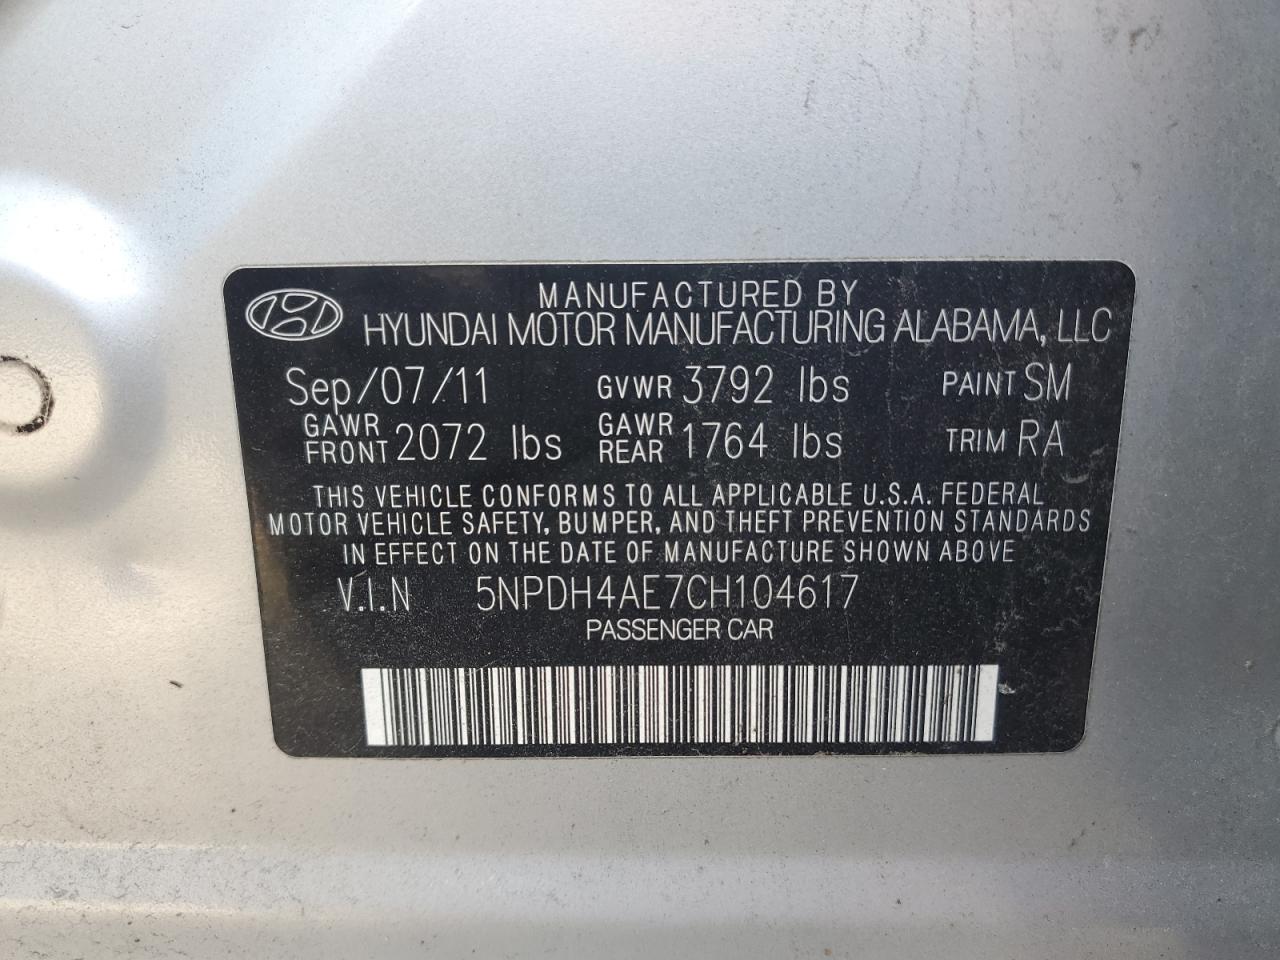 MANUFACTURED BY
HYUNDAI MOTOR MANUFACTURING ALABAMA, LLC
Sep/07/11 GVWR 3792 lbs PAINT SM
GAWR FRONT 2072 lbs GAWR REAR 1764 lbs TRIM RA
THIS VEHICLE CONFORMS TO ALL APPLICABLE U.S.A. FEDERAL
MOTOR VEHICLE SAFETY, BUMPER, AND THEFT PREVENTION STANDARDS
IN EFFECT ON THE DATE OF MANUFACTURE SHOWN ABOVE
V.I.N 5NPDH4AE7CH104617
PASSENGER CAR